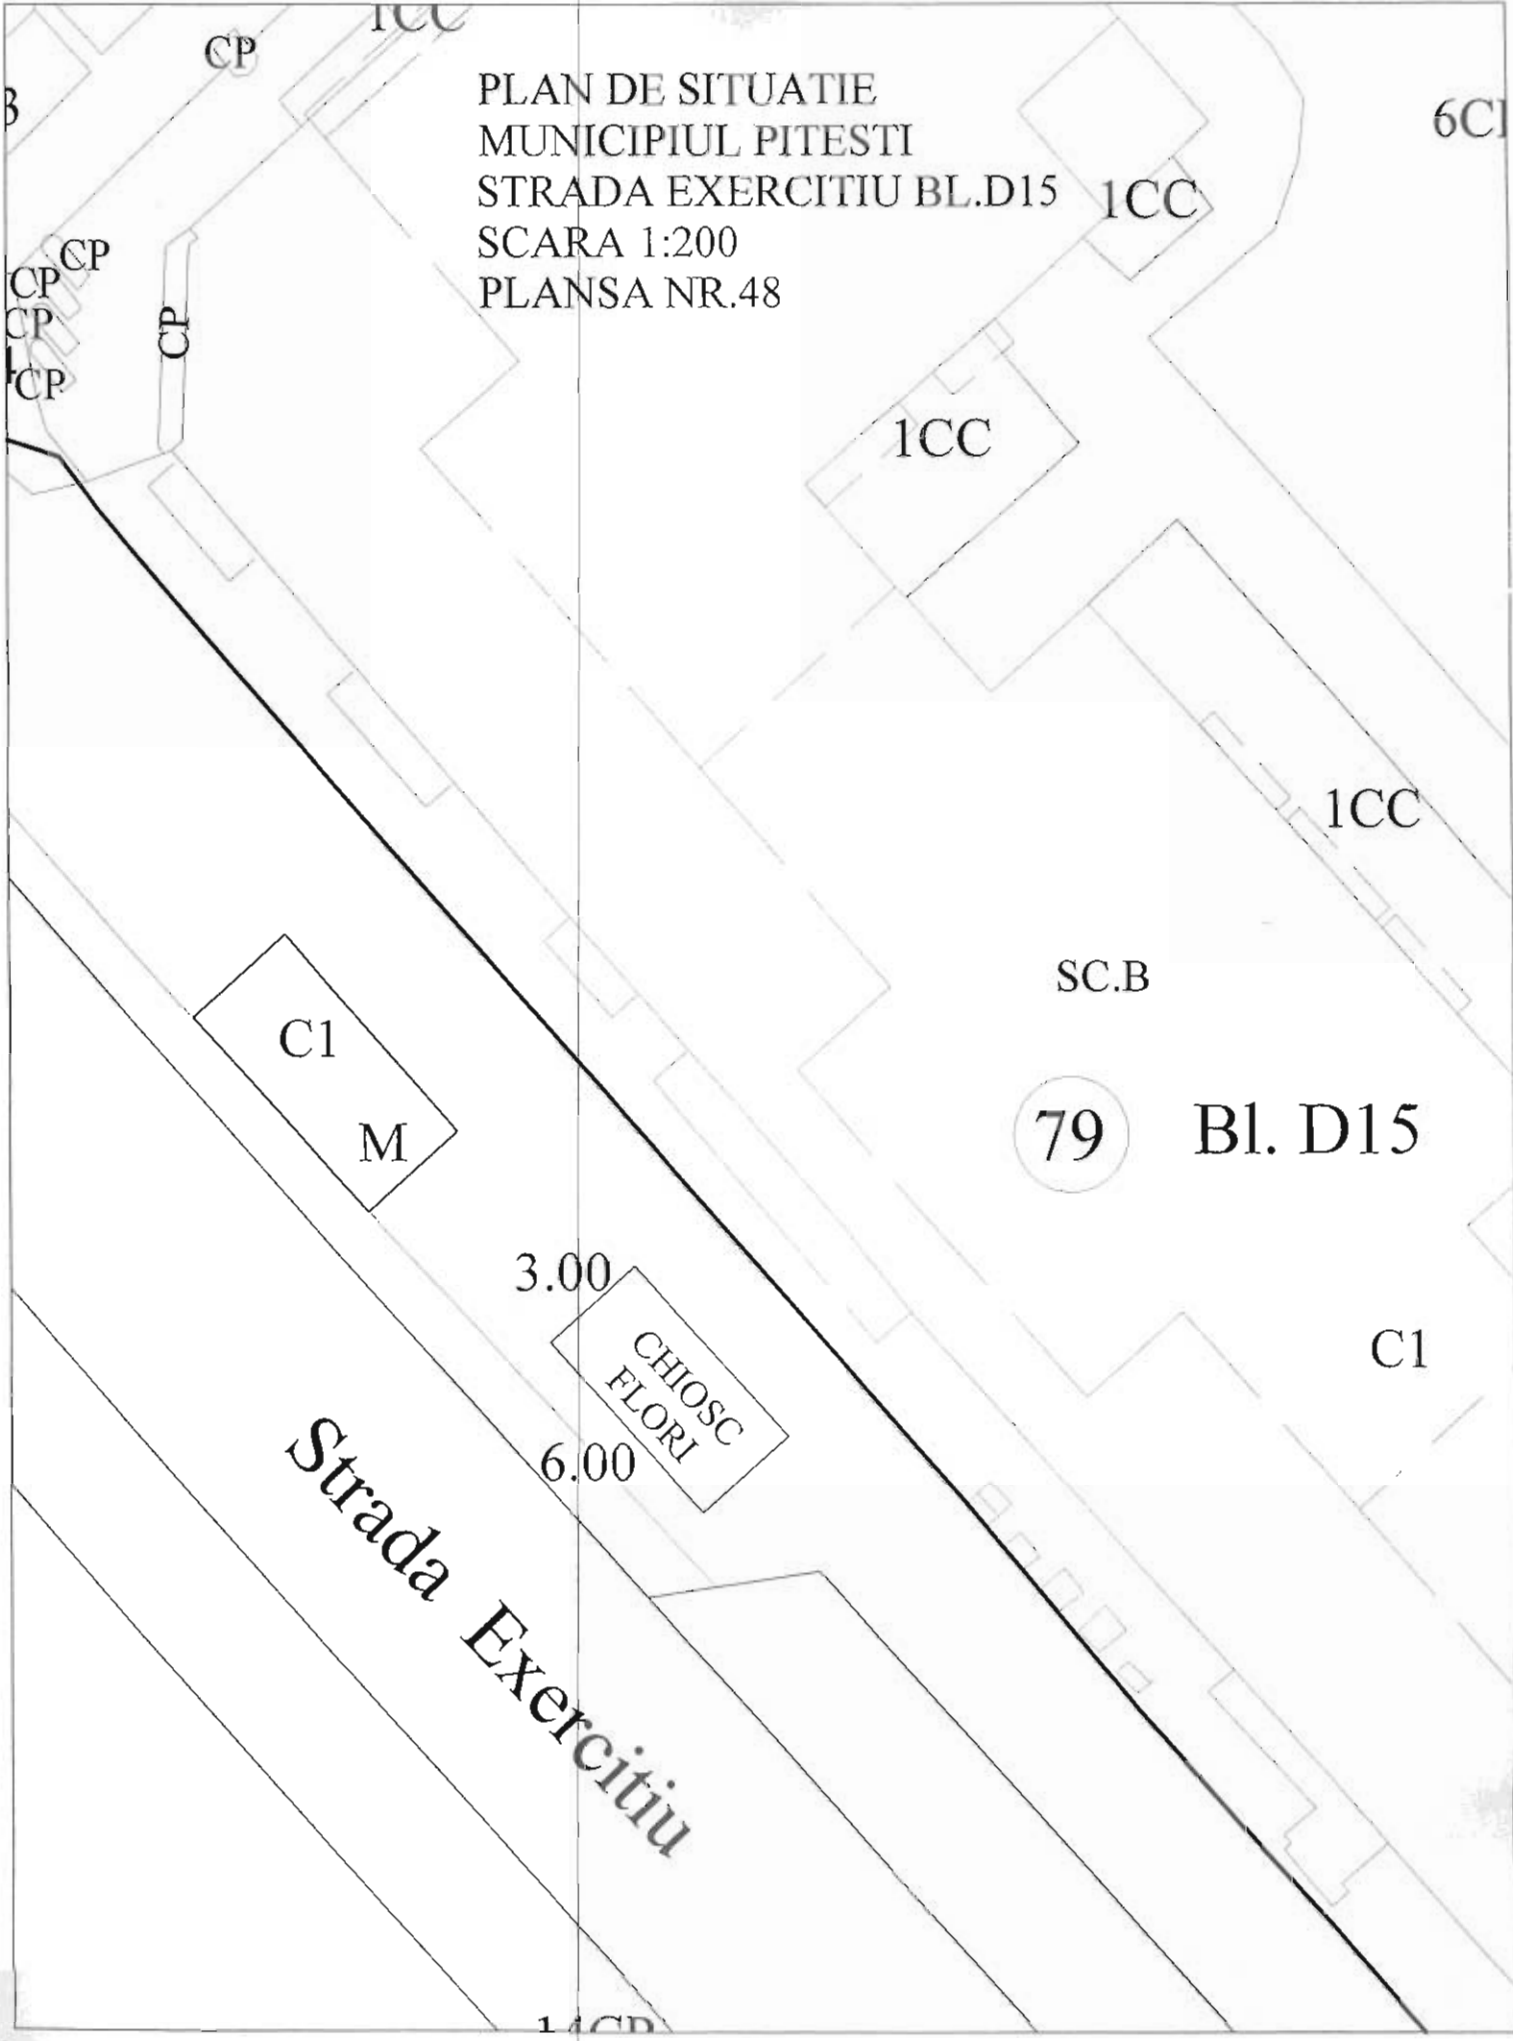 1CC
CP
PLAN DE SITUATIE
MUNICIPIUL PITESTI
STRADA EXERCITIU BL.D15
SCARA 1:200
PLANSA NR.48
1CC
CP
CP
CP
CP
CP
1CC
1CC
SC.B
C1
M
79 Bl. D15
3.00
CHIOSC
FLORI
C1
6.00
Strada Exercitiu